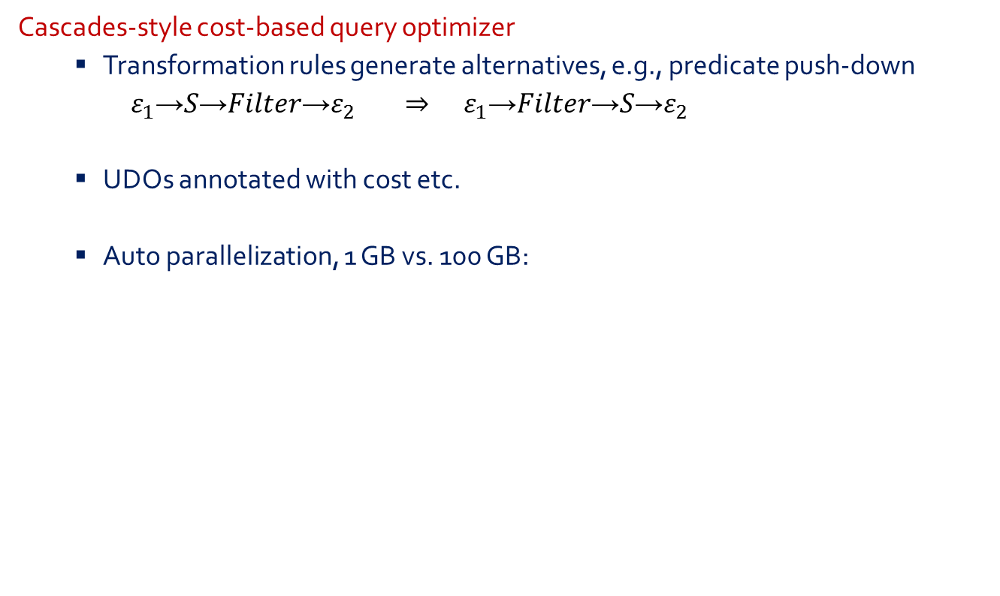 Cascades-style cost-based query optimizer
▪ Transformation rules generate alternatives, e.g., predicate push-down
ε₁→S→Filter→ε₂ ⇒ ε₁→Filter→S→ε₂
▪ UDOs annotated with cost etc.
▪ Auto parallelization, 1 GB vs. 100 GB: